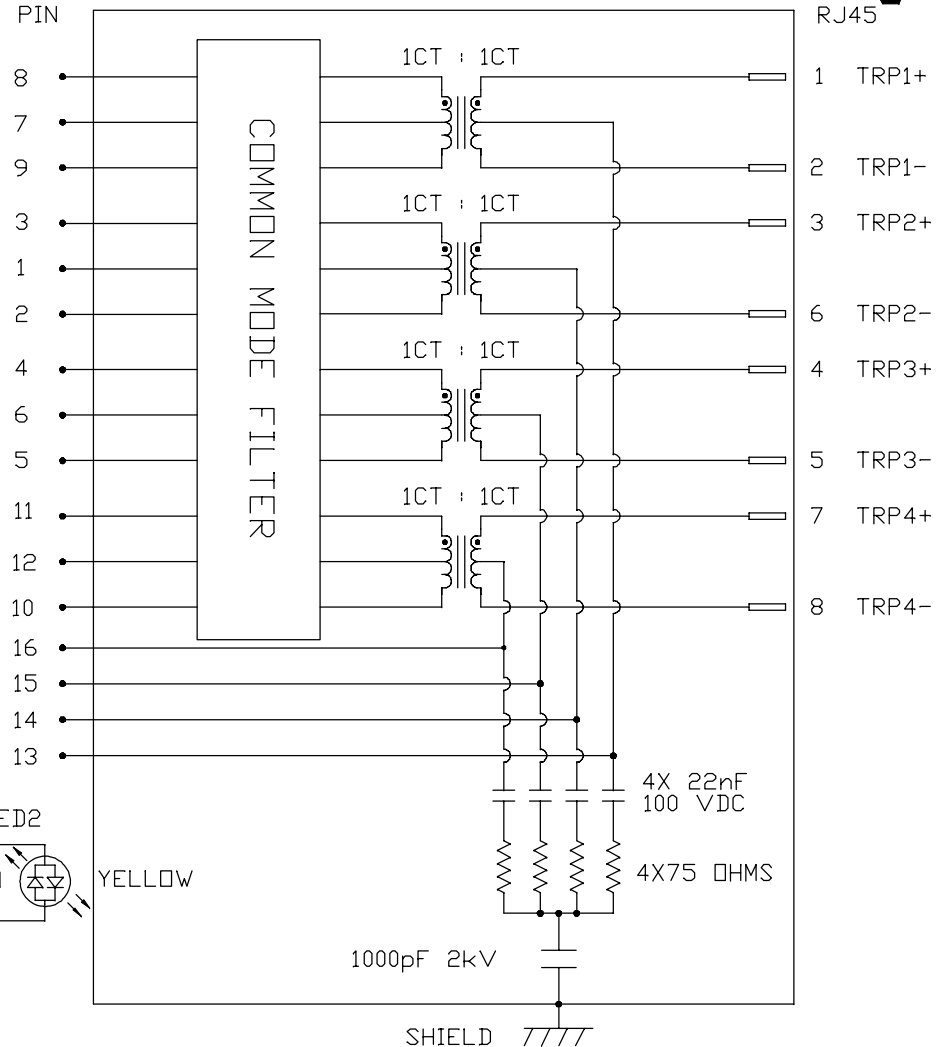 PIN RJ45
1CT : 1CT
8 1 TRP1+
7
9 2 TRP1-
1CT : 1CT
3 3 TRP2+
1
2 6 TRP2-
1CT : 1CT
4 4 TRP3+
6
5 5 TRP3-
1CT : 1CT
11 7 TRP4+
12
10 8 TRP4-
COMMON MODE FILTER
16
15
14
13
4X 22nF
100 VDC
ED2
YELLOW
4X75 OHMS
1000pF 2kV
SHIELD